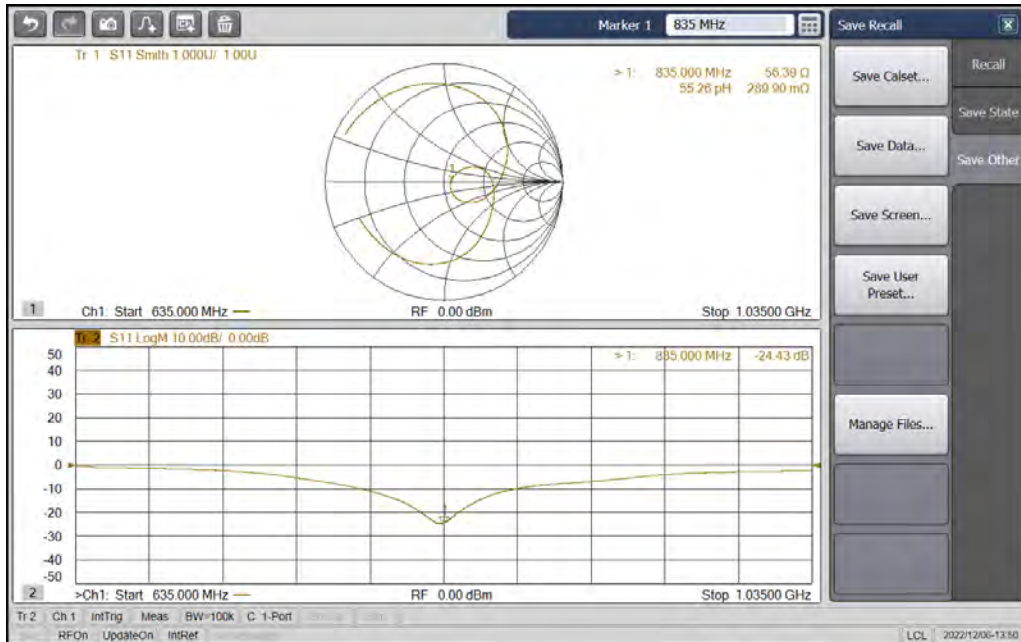 Marker 1 835 MHz
Save Recall
Tr 1 S11 Smith 1.000U/ 1.00U
> 1: 835.000 MHz 56.39 Ω
55.26 pH 289.90 mΩ
1
Ch1: Start 635.000 MHz
RF 0.00 dBm
Stop 1.03500 GHz
Tr 2 S11 LogM 10.00dB/ 0.00dB
> 1: 835.000 MHz -24.43 dB
50
40
30
20
10
0
-10
-20
-30
-40
-50
1
2
>Ch1: Start 635.000 MHz
RF 0.00 dBm
Stop 1.03500 GHz
Save Calset...
Save Data...
Save Screen...
Save User
Preset...
Manage Files...
Recall
Save State
Save Other
Tr 2 Ch 1 IntTrig Meas BW=100k C 1-Port
RFOn UpdateOn IntRef
LCL 2022/12/06-13:50